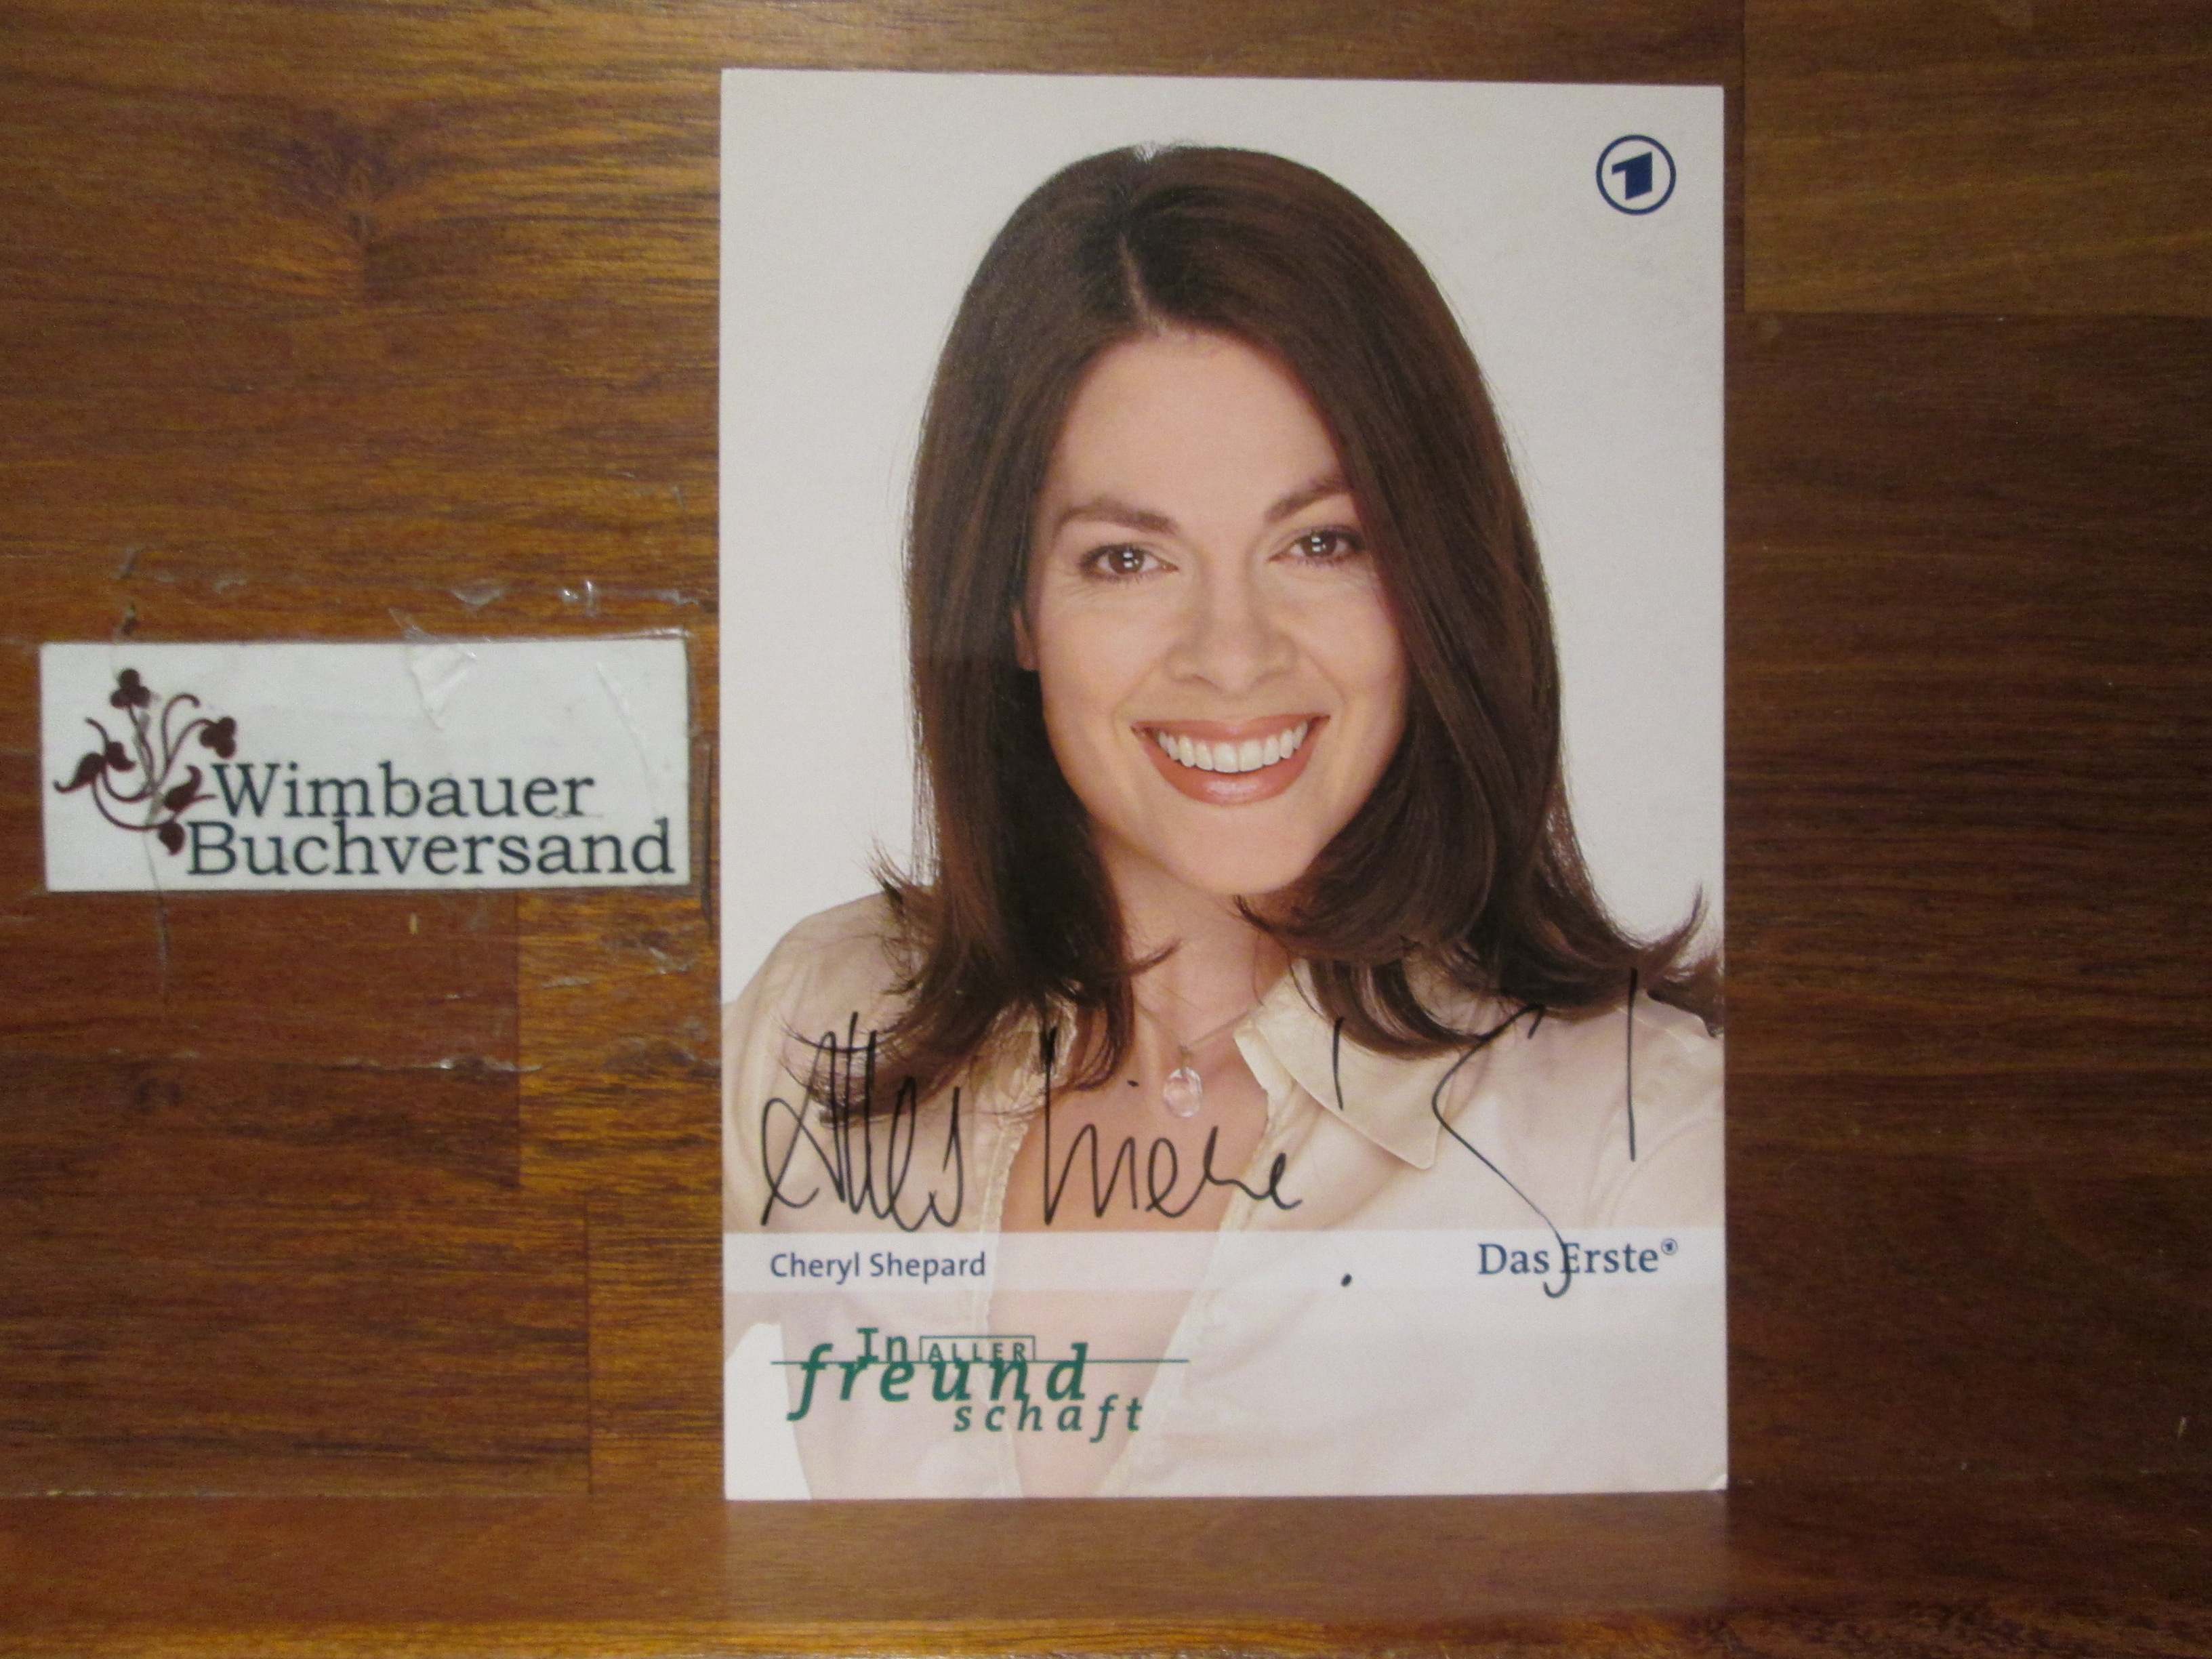 Wimbauer
Buchversand
Alles Liebe !
Cheryl Shepard
Das Erste
In ALLER
freund
schaft